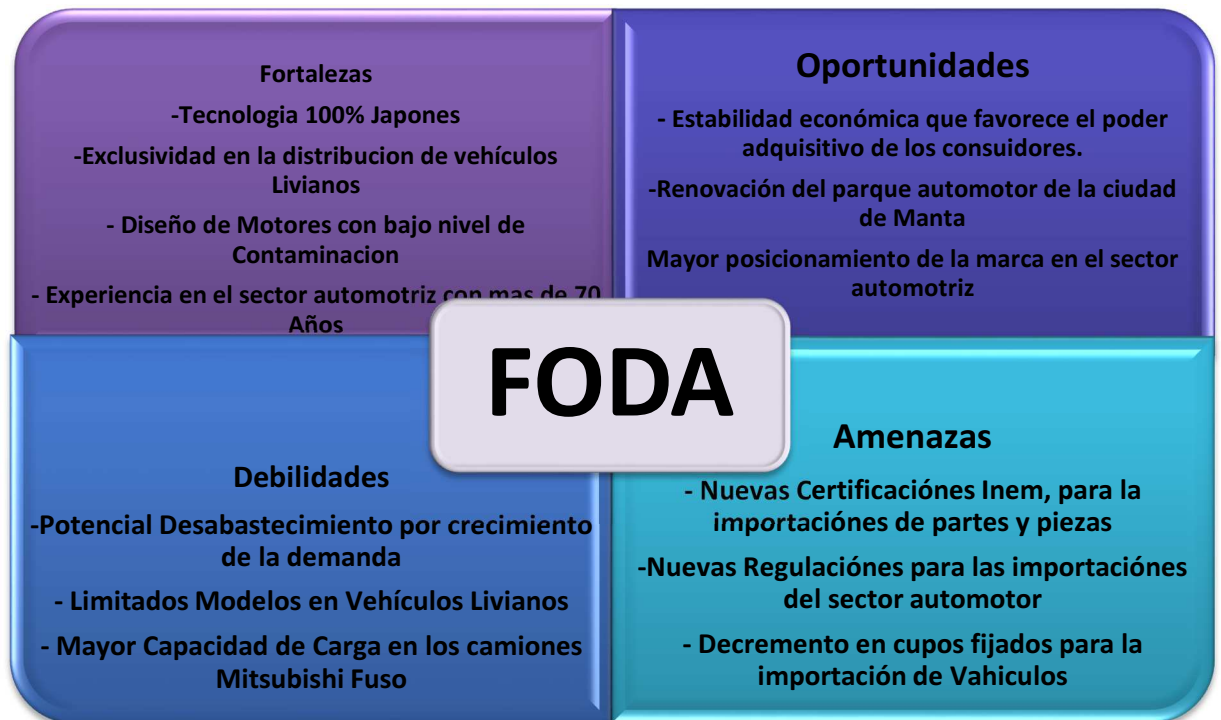 Fortalezas
-Tecnologia 100% Japones
-Exclusividad en la distribucion de vehículos
Livianos
- Diseño de Motores con bajo nivel de
Contaminacion
- Experiencia en el sector automotriz con mas de 70
Años
Oportunidades
- Estabilidad económica que favorece el poder
adquisitivo de los consuidores.
-Renovación del parque automotor de la ciudad
de Manta
Mayor posicionamiento de la marca en el sector
automotriz
FODA
Debilidades
-Potencial Desabastecimiento por crecimiento
de la demanda
- Limitados Modelos en Vehículos Livianos
- Mayor Capacidad de Carga en los camiones
Mitsubishi Fuso
Amenazas
- Nuevas Certificaciónes Inem, para la
importaciónes de partes y piezas
-Nuevas Regulaciónes para las importaciónes
del sector automotor
- Decremento en cupos fijados para la
importación de Vahiculos